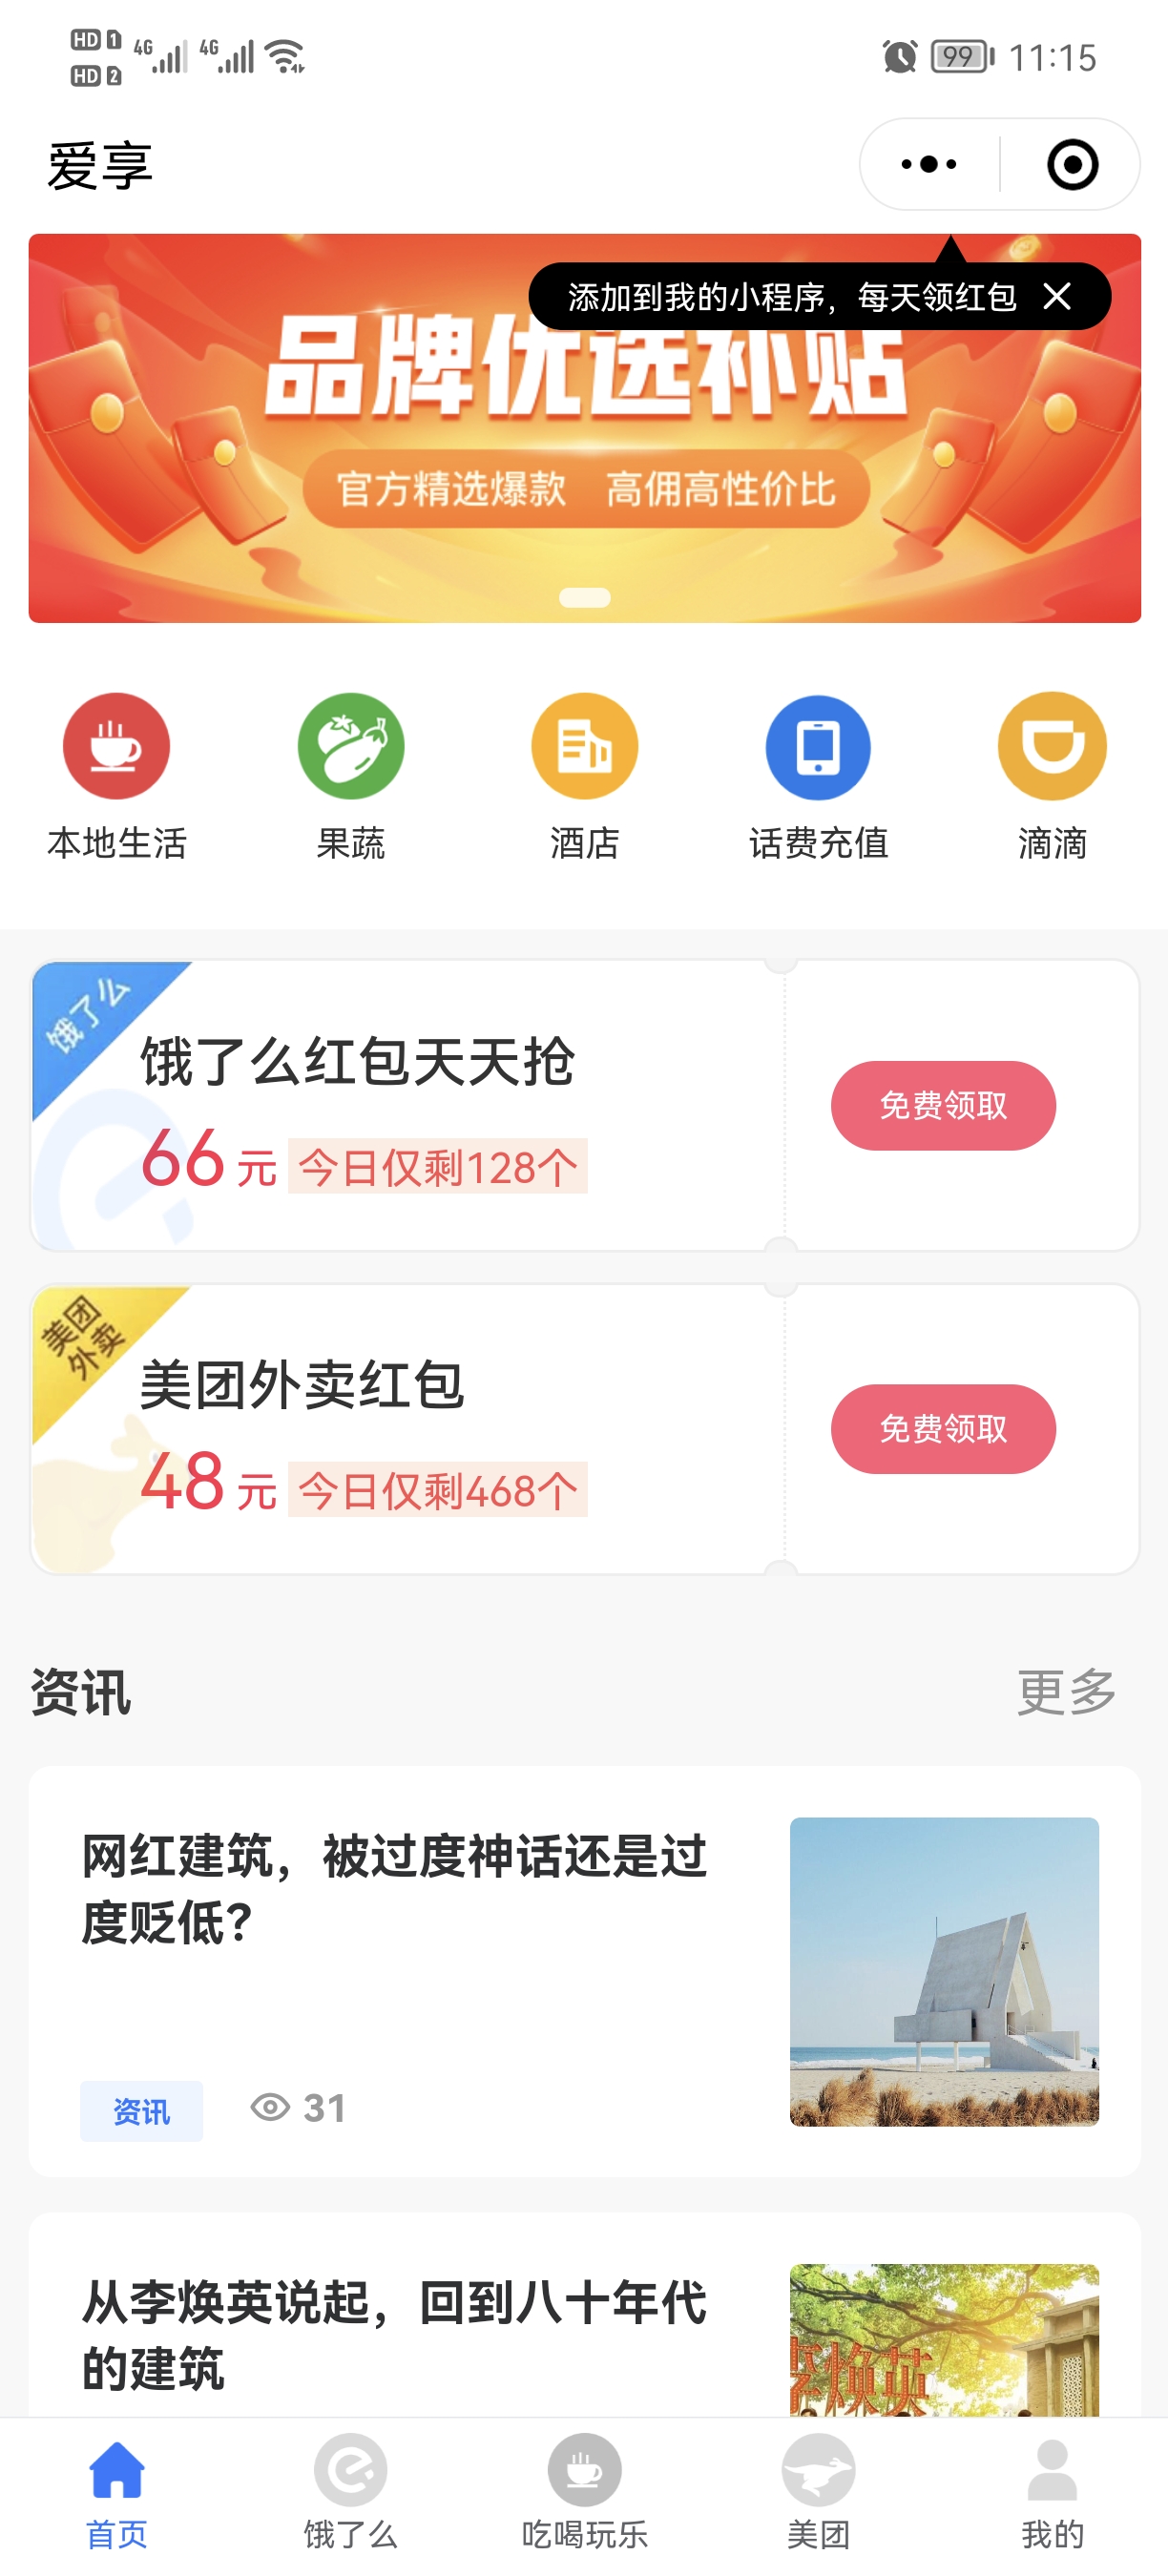 HD 1 4G 4G
HD 2
99 11:15
爱享
添加到我的小程序，每天领红包
品牌优选补贴
官方精选爆款 高佣高性价比
本地生活 果蔬 酒店 话费充值 滴滴
饿了么
饿了么红包天天抢
66 元 今日仅剩128个
免费领取
美团
外卖
美团外卖红包
48 元 今日仅剩468个
免费领取
资讯 更多
网红建筑，被过度神话还是过
度贬低？
资讯 31
从李焕英说起，回到八十年代
的建筑
李焕英
首页 饿了么 吃喝玩乐 美团 我的